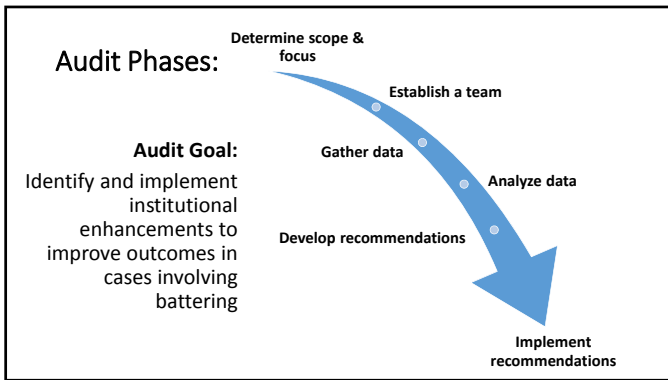 Audit Phases:
Determine scope &
focus
Establish a team
Gather data
Analyze data
Develop recommendations
Implement
recommendations
Audit Goal:
Identify and implement
institutional
enhancements to
improve outcomes in
cases involving
battering